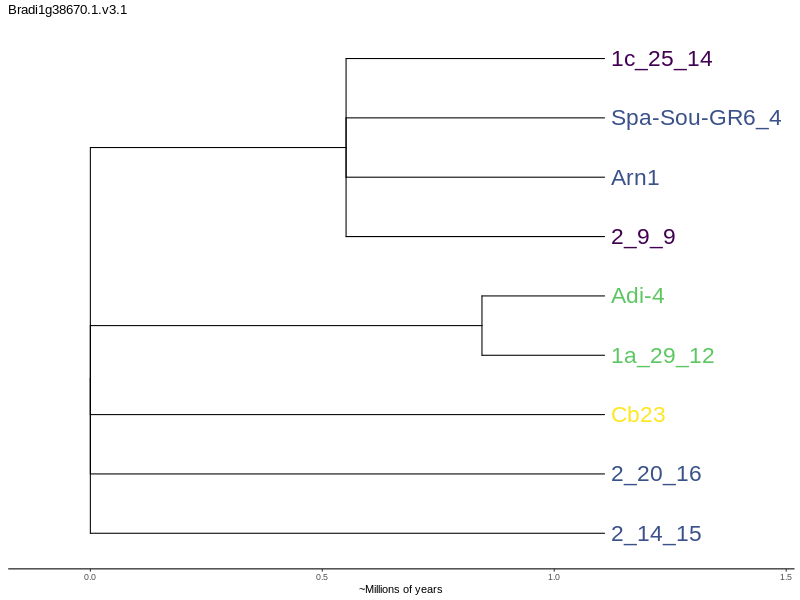 Bradi1g38670.1.v3.1
1c_25_14
Spa-Sou-GR6_4
Arn1
2_9_9
Adi-4
1a_29_12
Cb23
2_20_16
2_14_15
0.0 0.5 1.0 1.5
~Millions of years